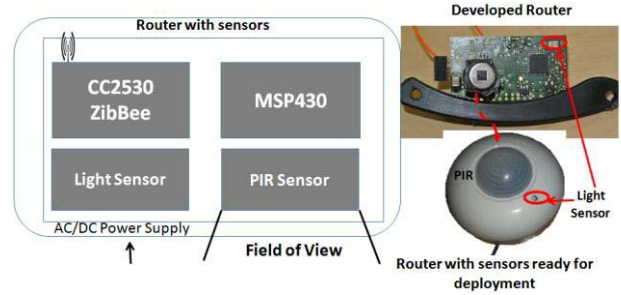 Router with sensors
CC2530
ZibBee
MSP430
Light Sensor
PIR Sensor
AC/DC Power Supply
Field of View
Developed Router
PIR
Light
Sensor
Router with sensors ready for
deployment